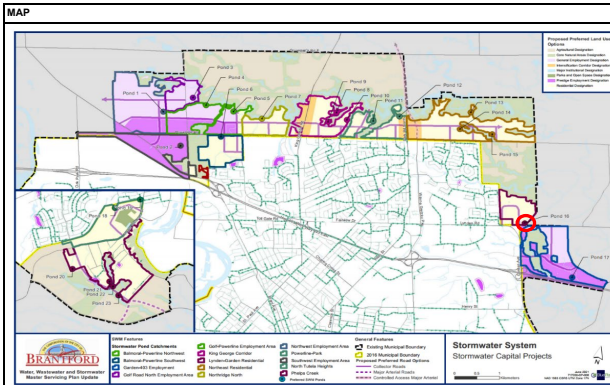 MAP
Proposed Preferred Land Use
Options
Agricultural Designation
Core Natural Areas Designation
General Employment Designation
Intensification Corridor Designation
Major Institutional Designation
Parks and Open Space Designation
Prestige Employment Designation
Residential Designation
Pond 3
Pond 4
Pond 1
Pond 6
Pond 5
Pond 7
Pond 9
Pond 8
Pond 10
Pond 11
Pond 12
Pond 13
Pond 14
Pond 15
Pond 16
Pond 17
Pond 18
Pond 20
Pond 21
Pond 22
Pond 23
BRANTFORD
Water, Wastewater and Stormwater
Master Servicing Plan Update
SWM Features
Stormwater Pond Catchments
Balmoral-Powerline Northwest
Balmoral-Powerline Southwest
Garden-403 Employment
Golf Road North Employment Area
Golf-Powerline Employment Area
King George Corridor
Lynden-Garden Residential
Northeast Residential
Northridge North
Northwest Employment Area
Powerline-Park
Southwest Employment Area
North Tutela Heights
Phelps Creek
Preferred SWM Ponds
General Features
Existing Municipal Boundary
2016 Municipal Boundary
Proposed Preferred Road Options
Collector Roads
Major Arterial Roads
Controlled Access Major Arterial
Stormwater System
Stormwater Capital Projects